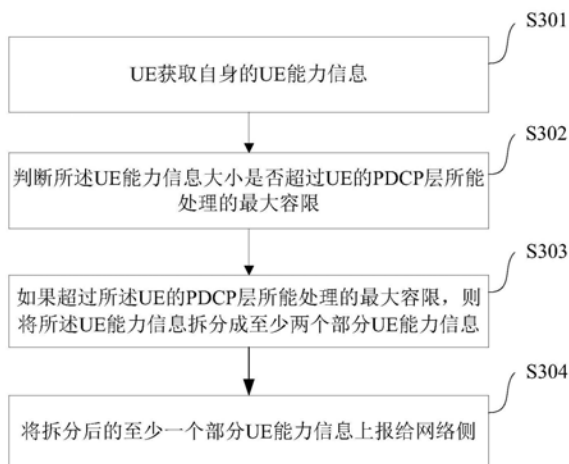 S301
UE获取自身的UE能力信息
S302
判断所述UE能力信息大小是否超过UE的PDCP层所能
处理的最大容限
S303
如果超过所述UE的PDCP层所能处理的最大容限，则
将所述UE能力信息拆分成至少两个部分UE能力信息
S304
将拆分后的至少一个部分UE能力信息上报给网络侧